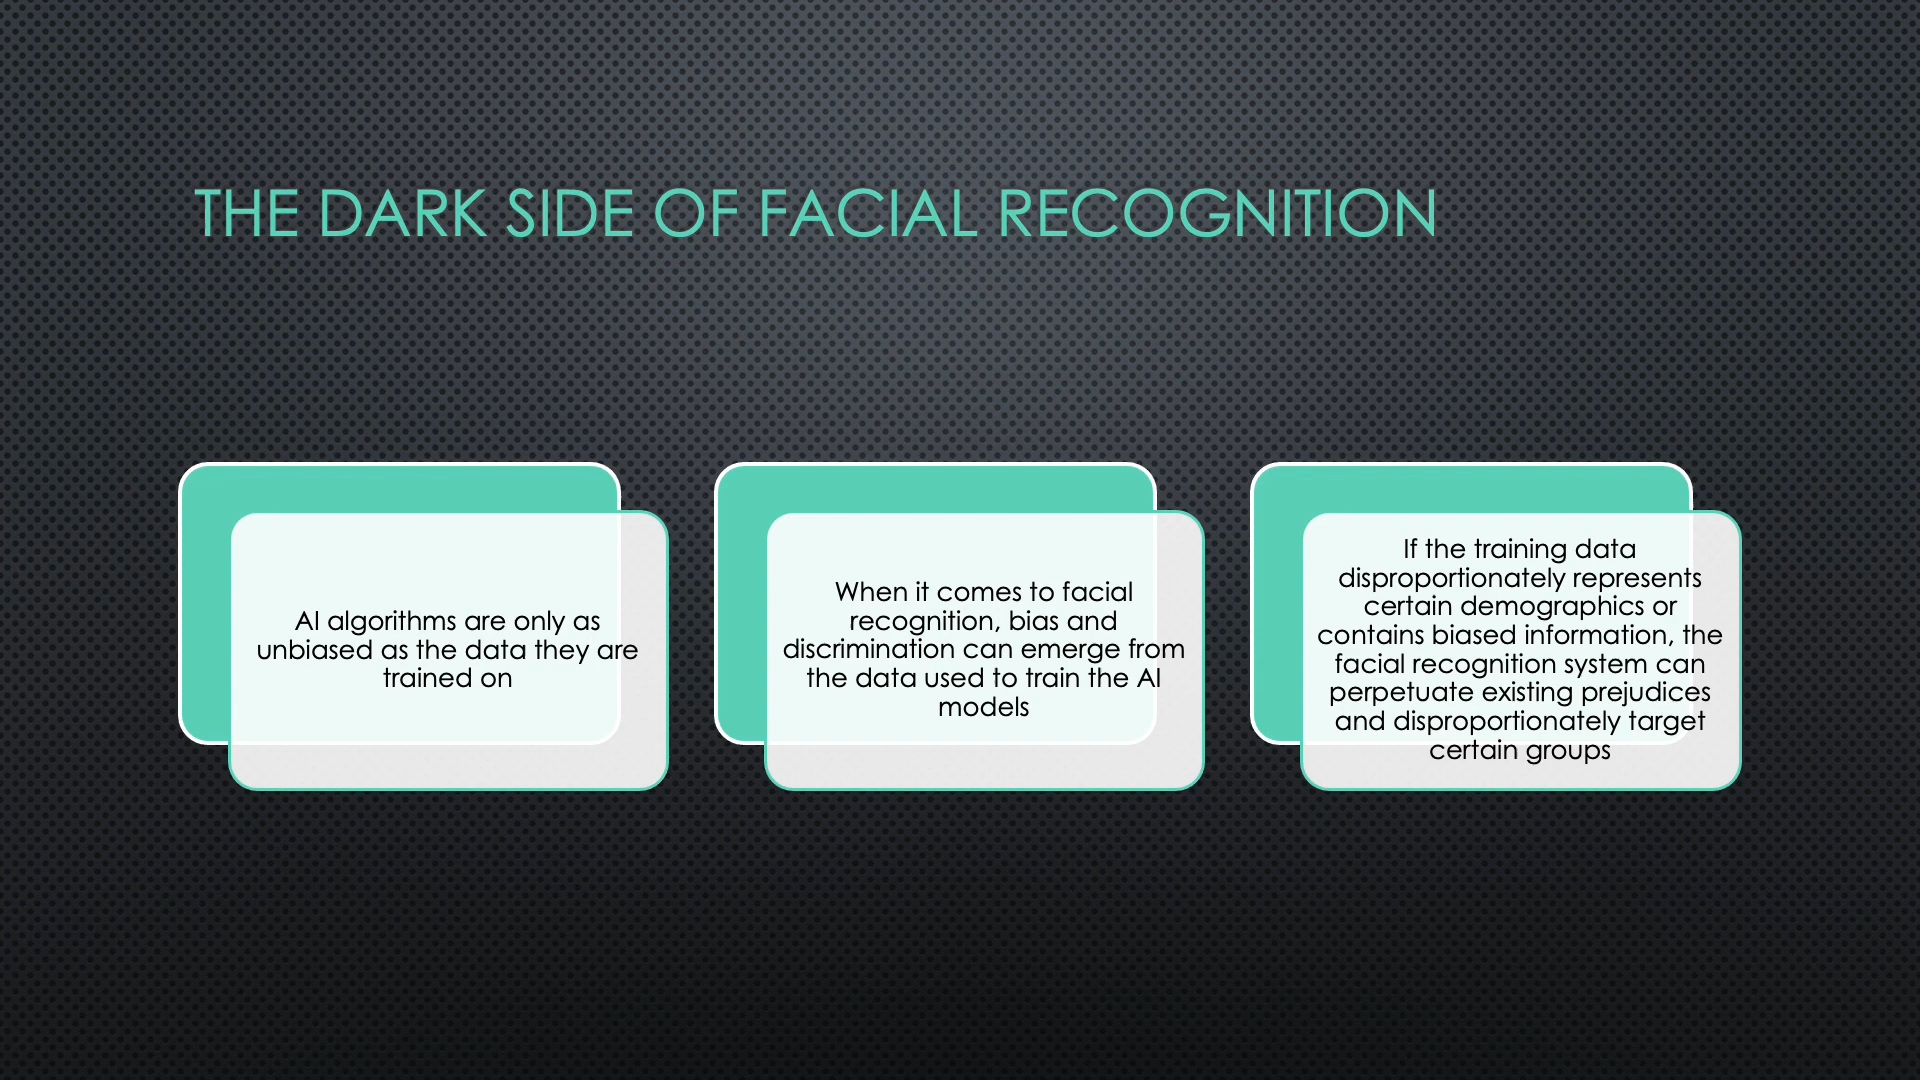 THE DARK SIDE OF FACIAL RECOGNITION
AI algorithms are only as
unbiased as the data they are
trained on
When it comes to facial
recognition, bias and
discrimination can emerge from
the data used to train the AI
models
If the training data
disproportionately represents
certain demographics or
contains biased information, the
facial recognition system can
perpetuate existing prejudices
and disproportionately target
certain groups